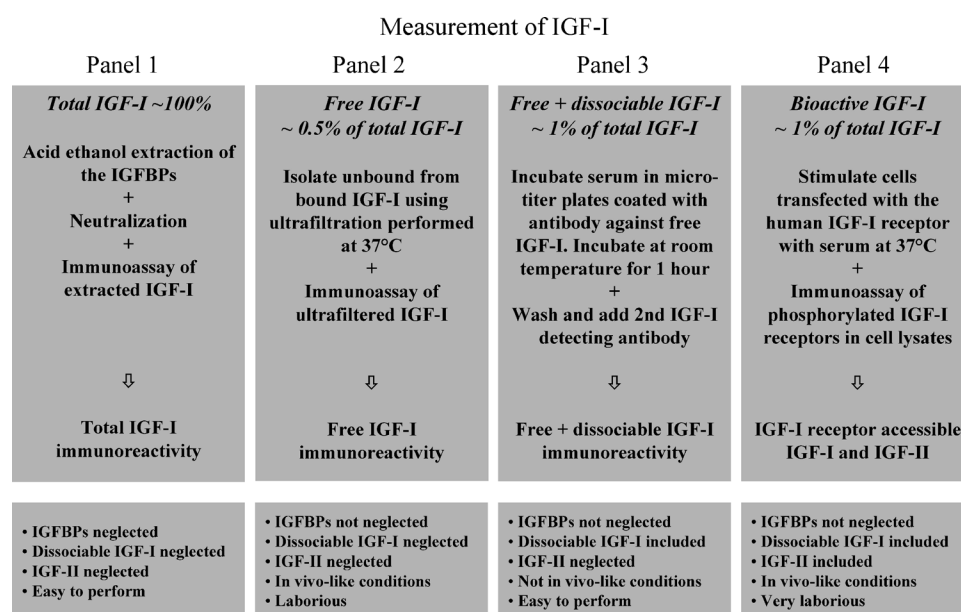 Measurement of IGF-I
Panel 1
Total IGF-I ~100%
Acid ethanol extraction of
the IGFBPs
+
Neutralization
+
Immunoassay of
extracted IGF-I
⇩
Total IGF-I
immunoreactivity
• IGFBPs neglected
• Dissociable IGF-I neglected
• IGF-II neglected
• Easy to perform
Panel 2
Free IGF-I
~ 0.5% of total IGF-I
Isolate unbound from
bound IGF-I using
ultrafiltration performed
at 37°C
+
Immunoassay of
ultrafiltered IGF-I
⇩
Free IGF-I
immunoreactivity
• IGFBPs not neglected
• Dissociable IGF-I neglected
• IGF-II neglected
• In vivo-like conditions
• Laborious
Panel 3
Free + dissociable IGF-I
~ 1% of total IGF-I
Incubate serum in micro-
titer plates coated with
antibody against free
IGF-I. Incubate at room
temperature for 1 hour
+
Wash and add 2nd IGF-I
detecting antibody
⇩
Free + dissociable IGF-I
immunoreactivity
• IGFBPs not neglected
• Dissociable IGF-I included
• IGF-II neglected
• Not in vivo-like conditions
• Easy to perform
Panel 4
Bioactive IGF-I
~ 1% of total IGF-I
Stimulate cells
transfected with the
human IGF-I receptor
with serum at 37°C
+
Immunoassay of
phosphorylated IGF-I
receptors in cell lysates
⇩
IGF-I receptor accessible
IGF-I and IGF-II
• IGFBPs not neglected
• Dissociable IGF-I included
• IGF-II included
• In vivo-like conditions
• Very laborious